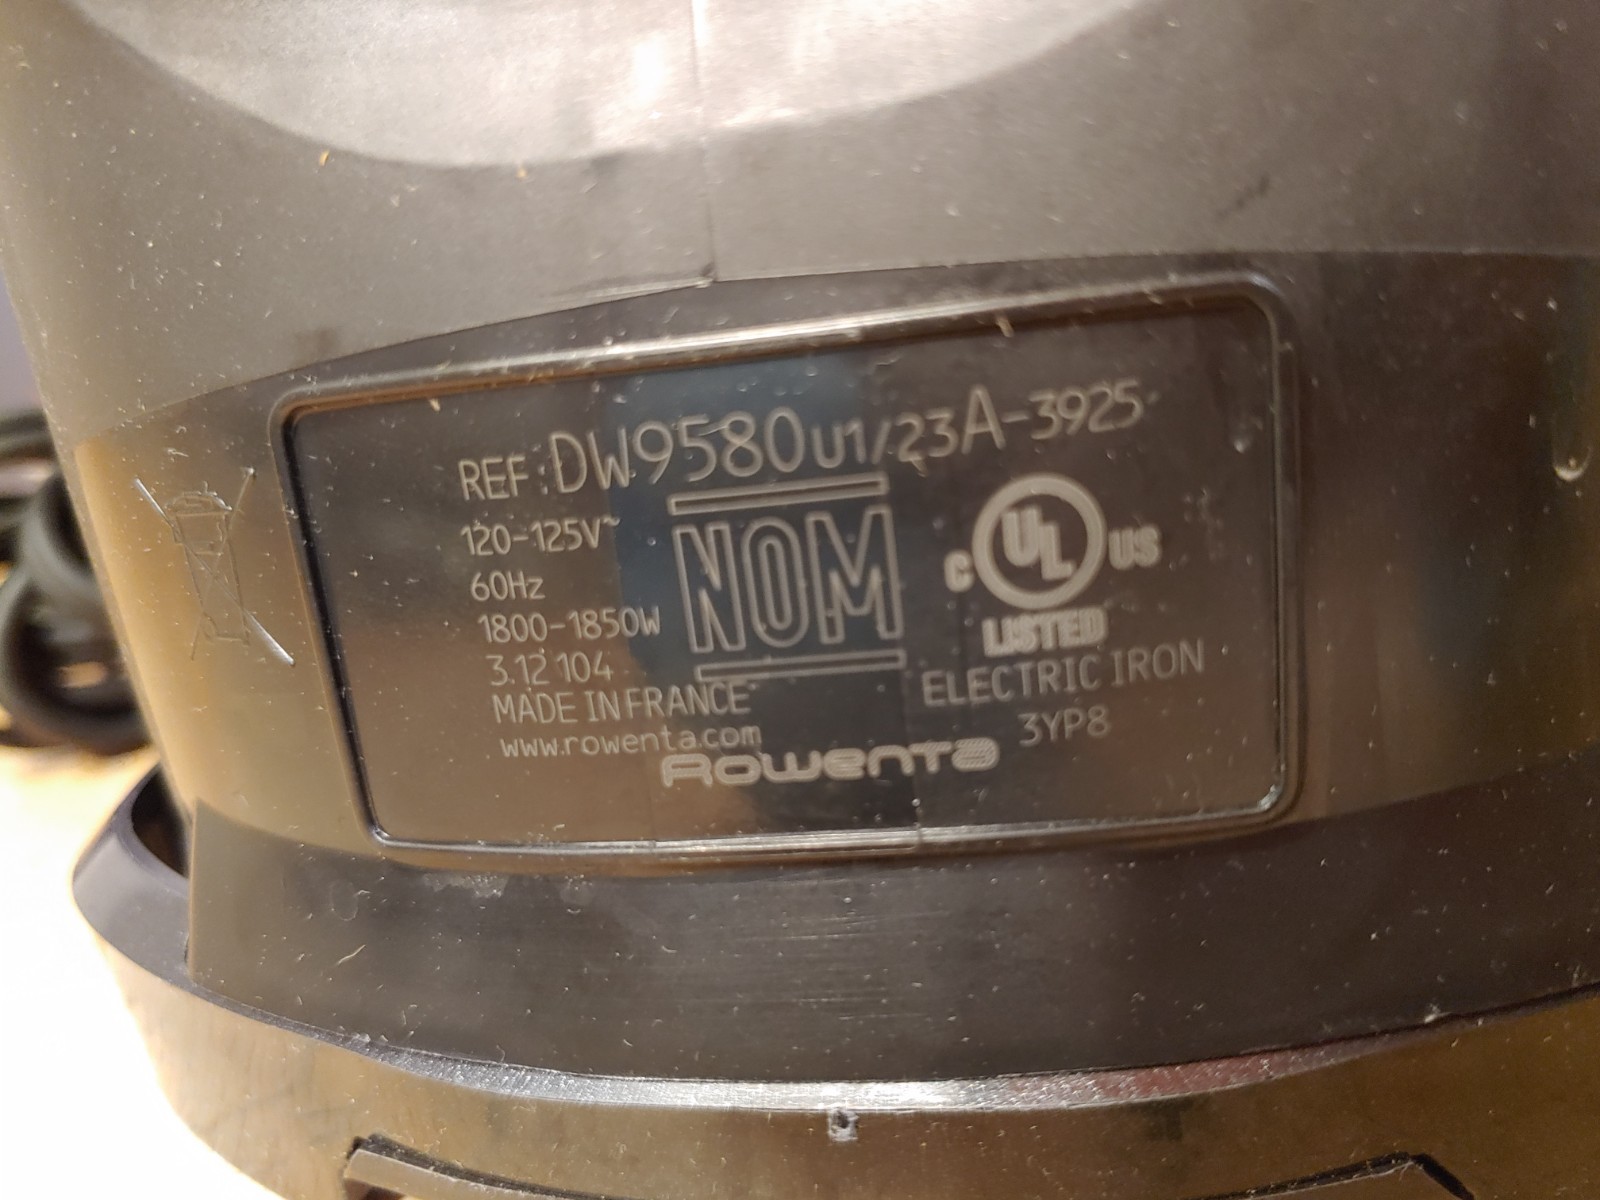 REF:DW9580U1/23A-3925
120-125V~
60Hz
1800-1850W
3.12 104
MADE IN FRANCE
www.rowenta.com
NOM
C UL US
LISTED
ELECTRIC IRON
3YP8
Rowenta